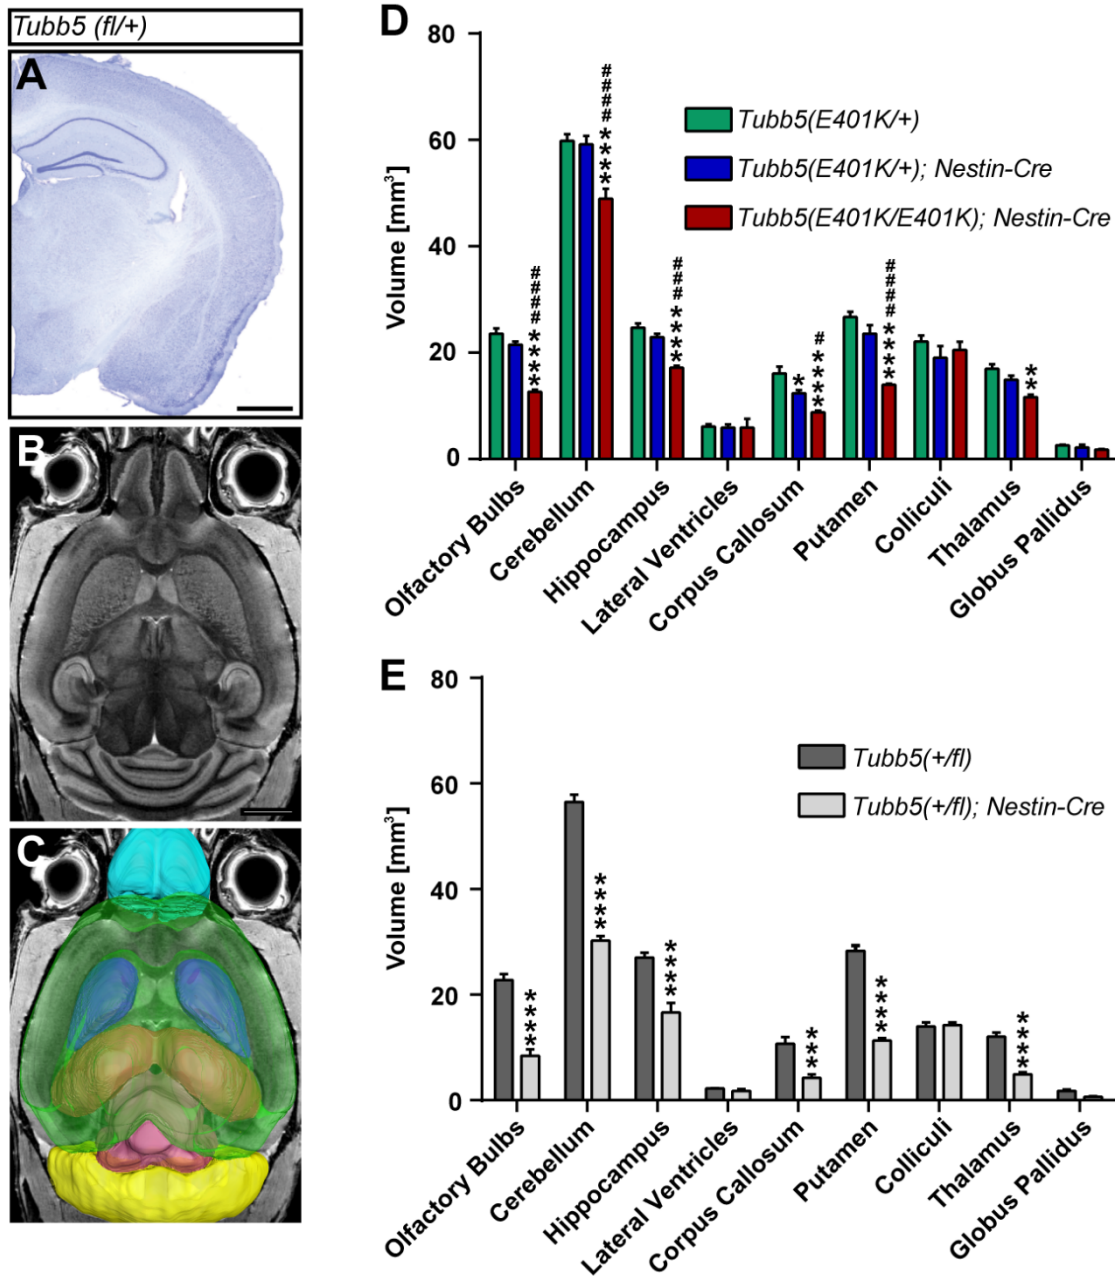 Tubb5 (fl/+)
A
B
C
D
80
60
40
20
0
Volume [mm³]
Tubb5(E401K/+)
Tubb5(E401K/+); Nestin-Cre
Tubb5(E401K/E401K); Nestin-Cre
****####
****####
****###
*
****#
****####
**
Olfactory Bulbs
Cerebellum
Hippocampus
Lateral Ventricles
Corpus Callosum
Putamen
Colliculi
Thalamus
Globus Pallidus
E
80
60
40
20
0
Volume [mm³]
Tubb5(+/fl)
Tubb5(+/fl); Nestin-Cre
****
****
****
***
****
****
Olfactory Bulbs
Cerebellum
Hippocampus
Lateral Ventricles
Corpus Callosum
Putamen
Colliculi
Thalamus
Globus Pallidus